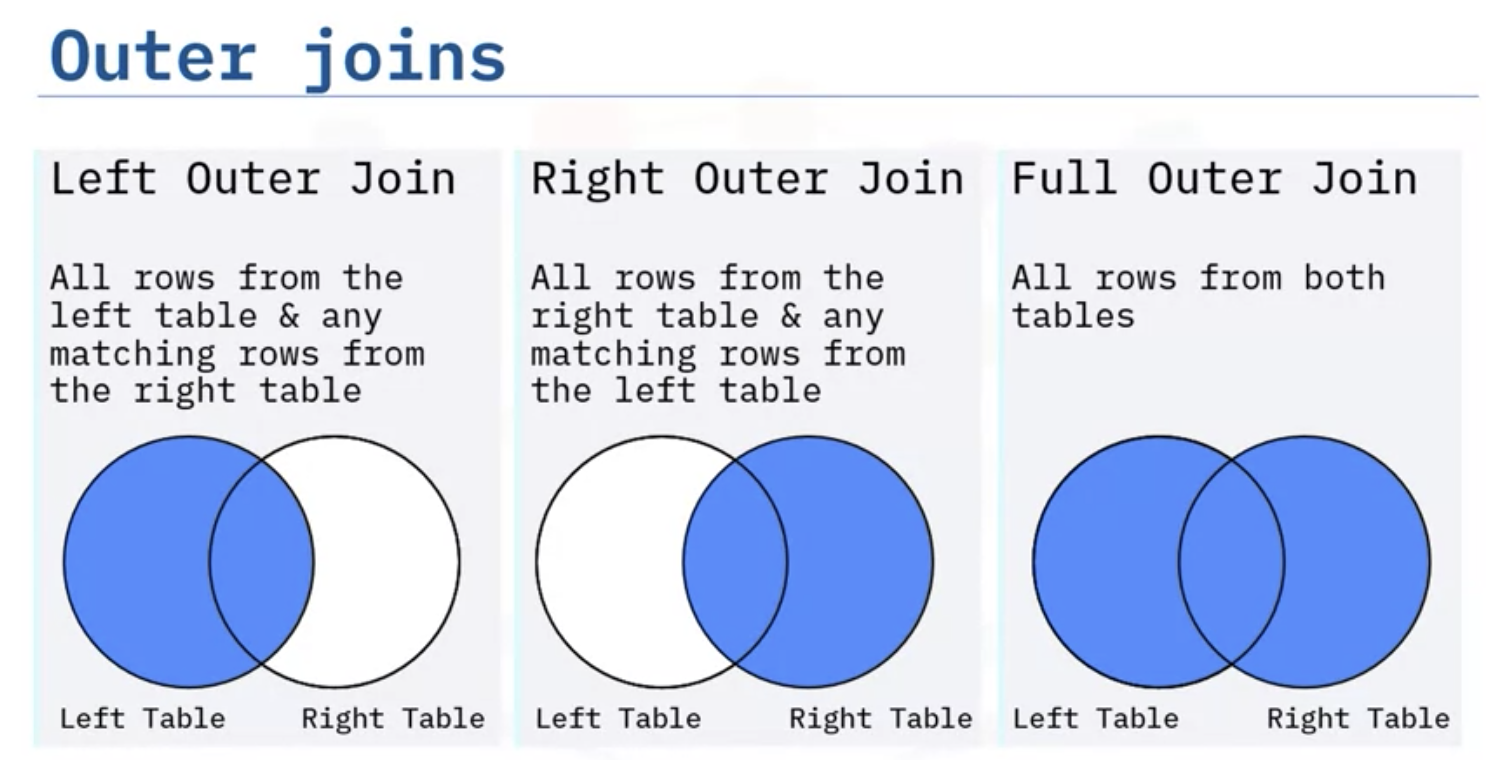 Outer joins
Left Outer Join
All rows from the
left table & any
matching rows from
the right table
Left Table
Right Table
Right Outer Join
All rows from the
right table & any
matching rows from
the left table
Left Table
Right Table
Full Outer Join
All rows from both
tables
Left Table
Right Table